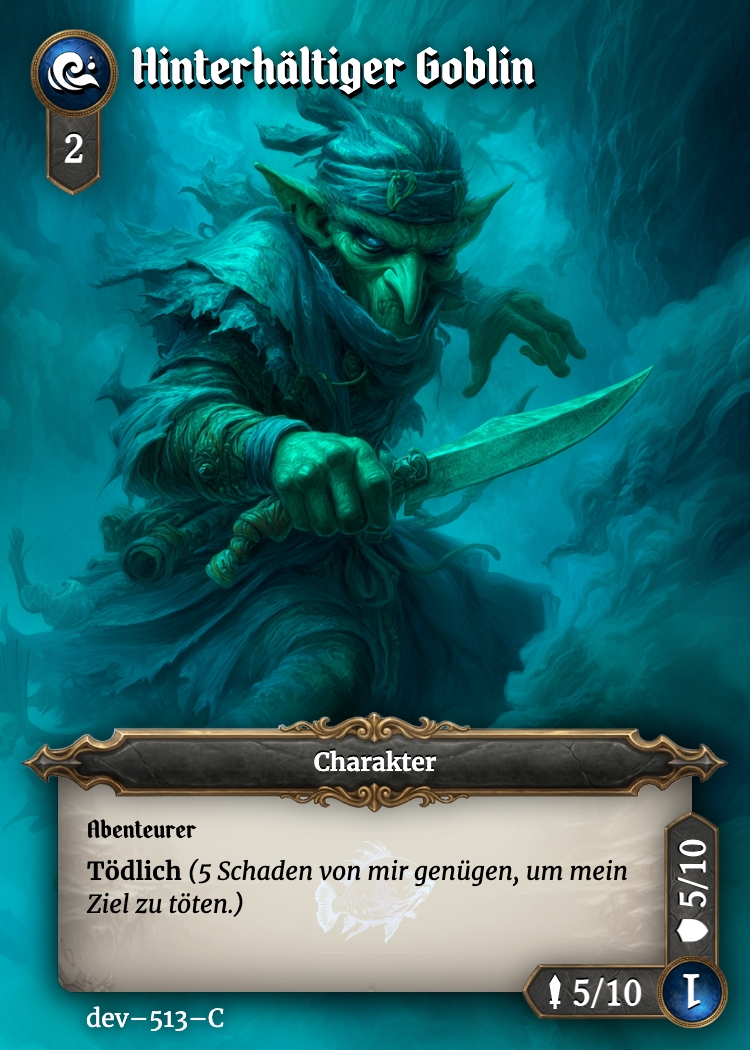 Hinterhältiger Goblin
2
Charakter
Abenteurer
Tödlich (5 Schaden von mir genügen, um mein
Ziel zu töten.)
5/10
5/10
1
dev–513–C